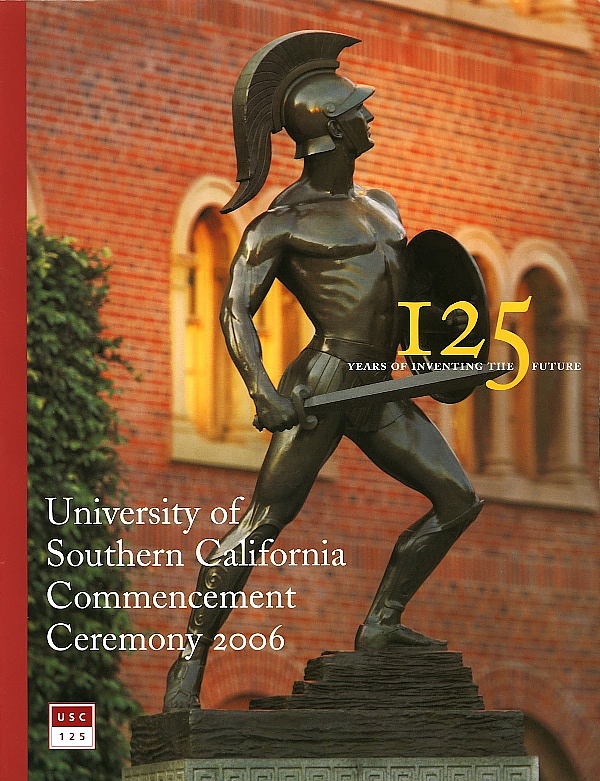 125
YEARS OF INVENTING THE FUTURE
University of
Southern California
Commencement
Ceremony 2006
USC
125